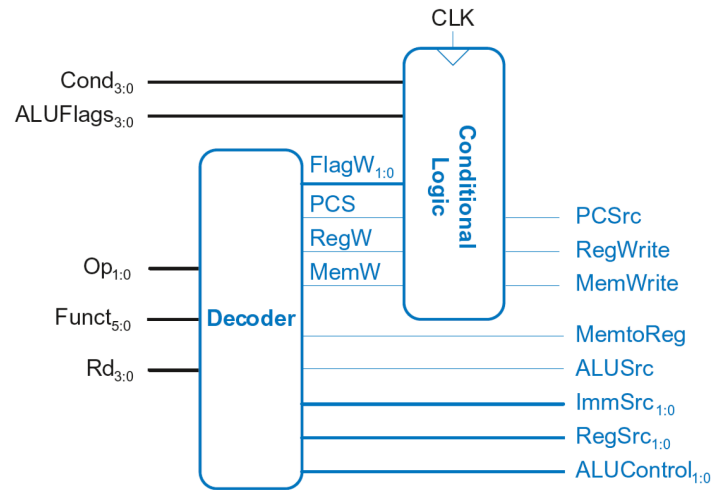 CLK
Cond3:0
ALUFlags3:0
Conditional
Logic
FlagW1:0
PCS
PCSrc
RegW
RegWrite
Op1:0
MemW
MemWrite
Funct5:0
Decoder
MemtoReg
Rd3:0
ALUSrc
ImmSrc1:0
RegSrc1:0
ALUControl1:0